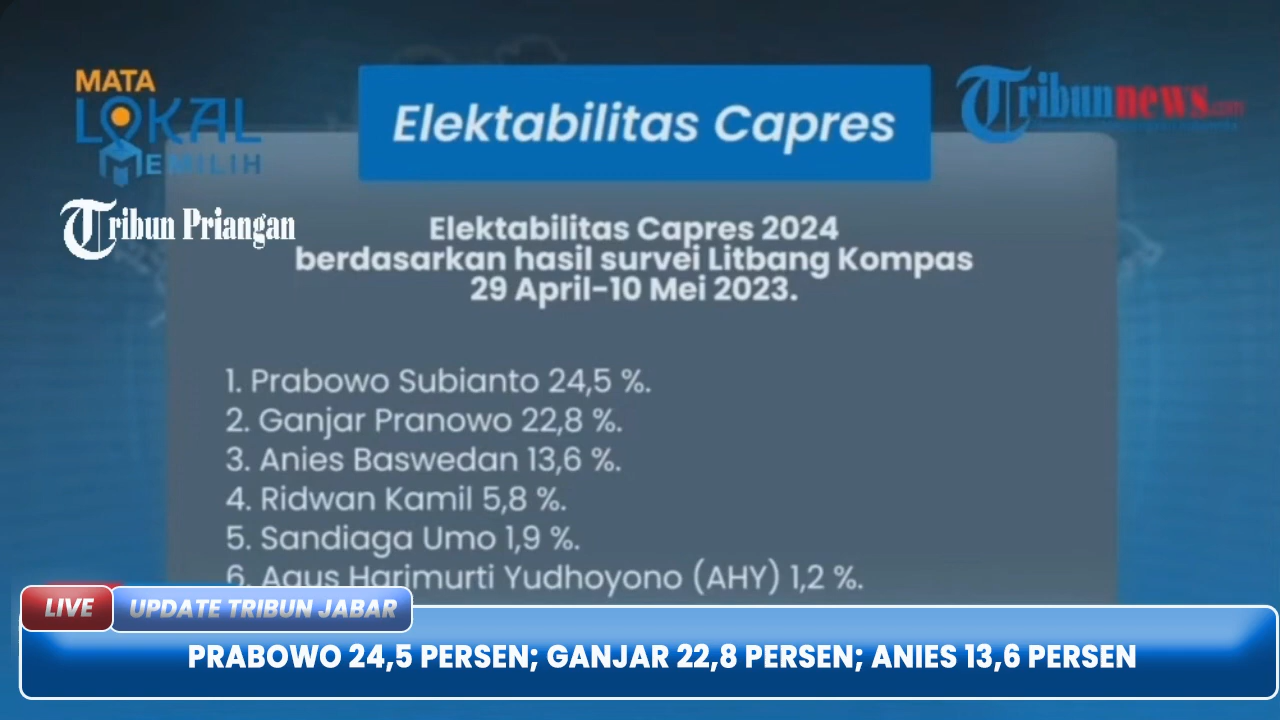 MATA
LOKAL
MEMILIH
Elektabilitas Capres
Tribunnews.com
Tribun Priangan
Elektabilitas Capres 2024
berdasarkan hasil survei Litbang Kompas
29 April-10 Mei 2023.
1. Prabowo Subianto 24,5 %.
2. Ganjar Pranowo 22,8 %.
3. Anies Baswedan 13,6 %.
4. Ridwan Kamil 5,8 %.
5. Sandiaga Umo 1,9 %.
6. Agus Harimurti Yudhoyono (AHY) 1,2 %.
LIVE UPDATE TRIBUN JABAR
PRABOWO 24,5 PERSEN; GANJAR 22,8 PERSEN; ANIES 13,6 PERSEN